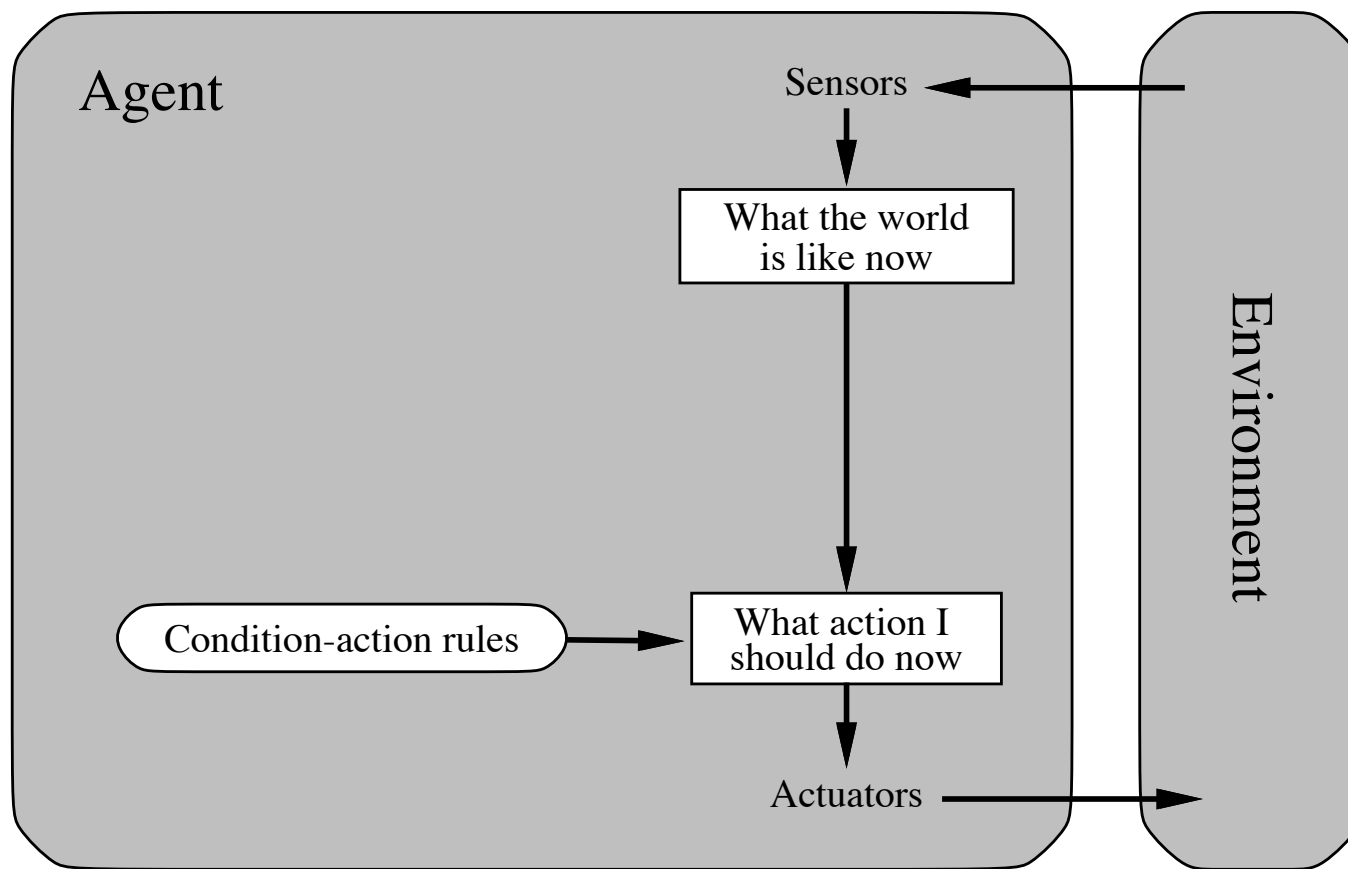 Agent
Sensors
What the world
is like now
Environment
Condition-action rules
What action I
should do now
Actuators